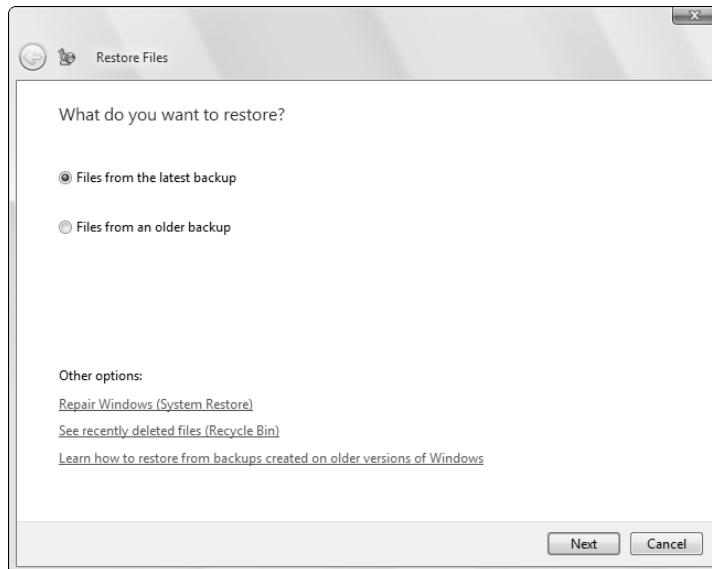 Restore Files
What do you want to restore?
Files from the latest backup
Files from an older backup
Other options:
Repair Windows (System Restore)
See recently deleted files (Recycle Bin)
Learn how to restore from backups created on older versions of Windows
Next Cancel